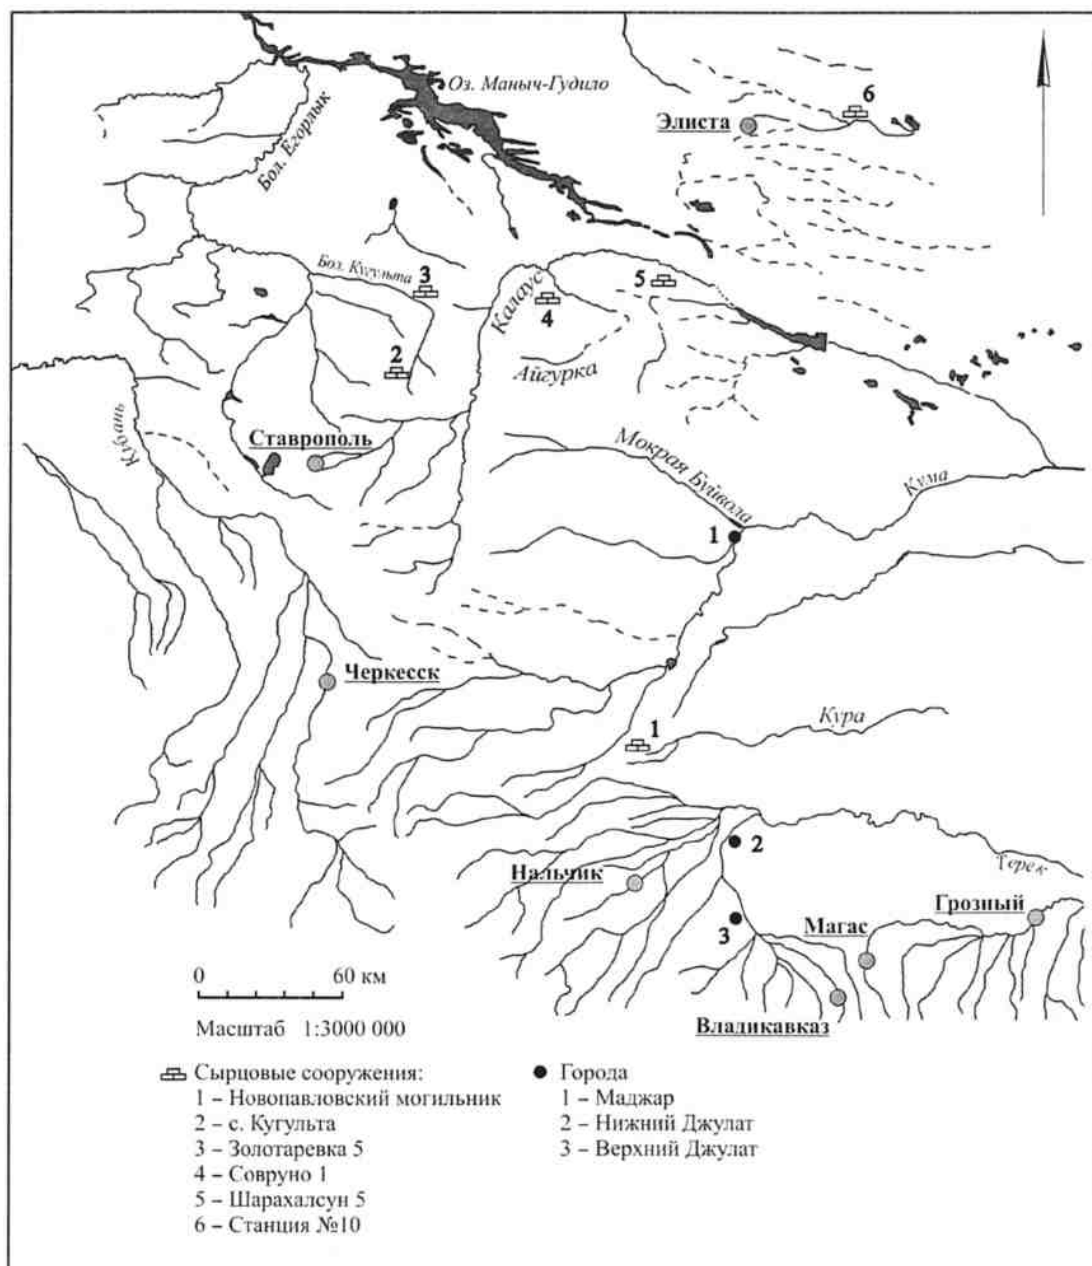 Оз. Маныч-Гудило
6
Элиста
Бол. Егорлык
Бол. Кугульта
3
5
Калаус
4
2
Айгурка
Кубань
Ставрополь
Мокрая Буйвола
Кума
1
Черкесск
Кура
1
2
Терек
Нальчик
Грозный
3
Магас
0 60 км
Владикавказ
Масштаб 1:3000 000
Сырцовые сооружения:
1 – Новопавловский могильник
2 – с. Кугульта
3 – Золотаревка 5
4 – Совруно 1
5 – Шарахалсун 5
6 – Станция №10
Города
1 – Маджар
2 – Нижний Джулат
3 – Верхний Джулат